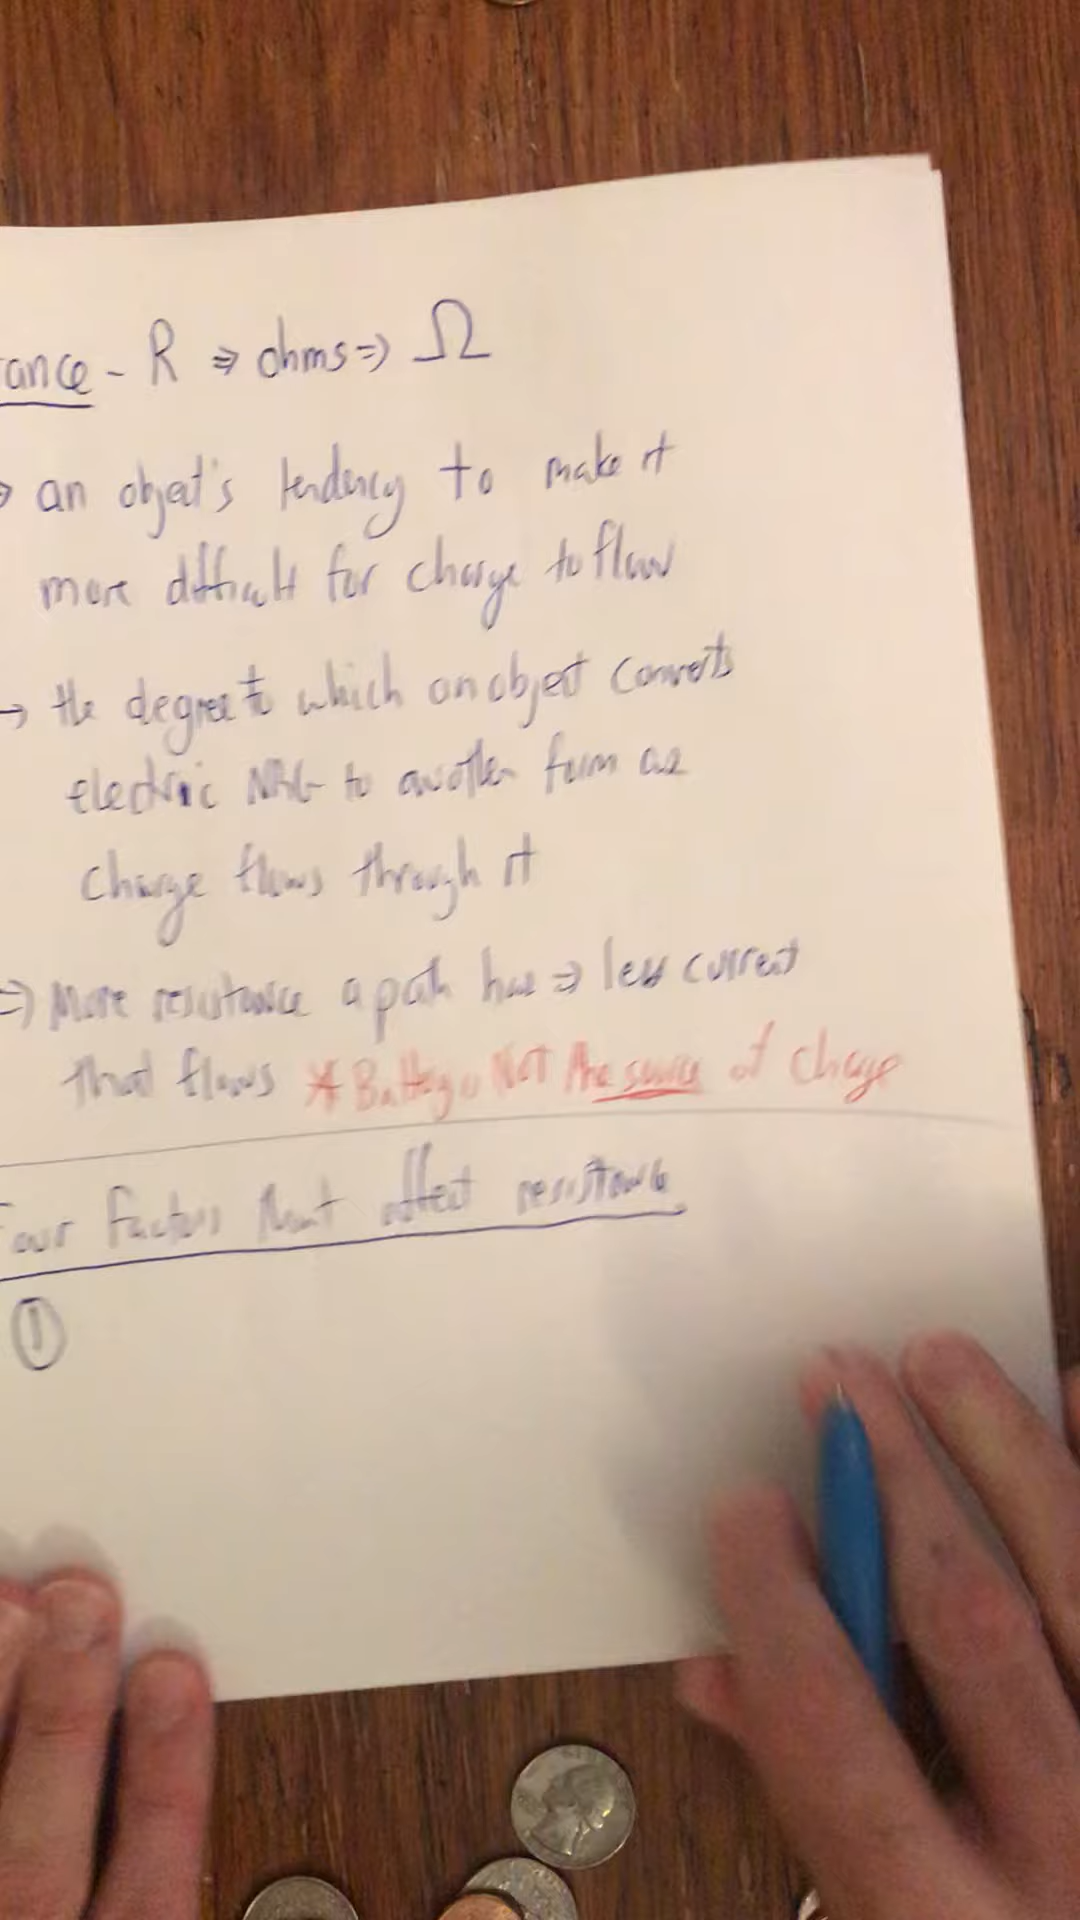 ance - R ⇒ ohms ⇒ Ω
→ an object's tendency to make it
more difficult for charge to flow
→ the degree to which an object converts
electric NRG to another form as
charge flows through it
⇒ More resistance a path has ⇒ less current
that flows * Battery Not the source of charge
Four Factors that affect resistance
①